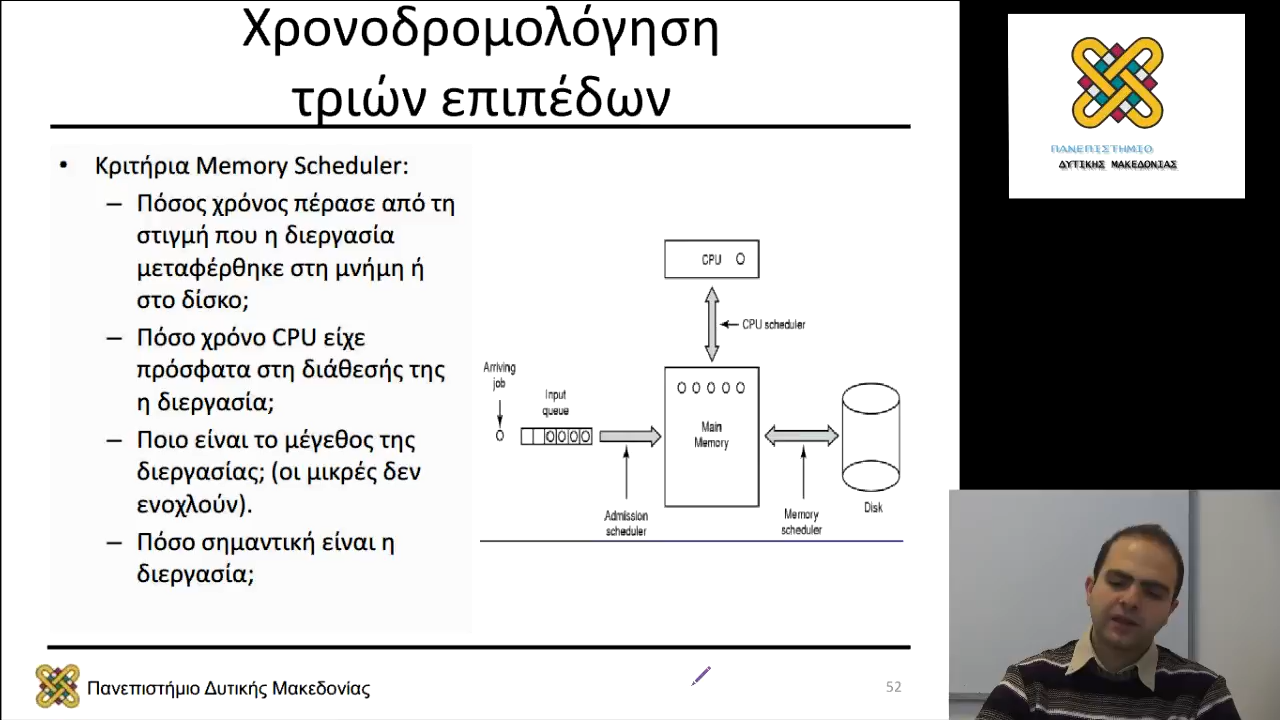 Χρονοδρομολόγηση
τριών επιπέδων
• Κριτήρια Memory Scheduler:
– Πόσος χρόνος πέρασε από τη
στιγμή που η διεργασία
μεταφέρθηκε στη μνήμη ή
στο δίσκο;
– Πόσο χρόνο CPU είχε
πρόσφατα στη διάθεσής της
η διεργασία;
– Ποιο είναι το μέγεθος της
διεργασίας; (οι μικρές δεν
ενοχλούν).
– Πόσο σημαντική είναι η
διεργασία;
CPU
CPU scheduler
Arriving
job
Input
queue
Main
Memory
Admission
scheduler
Memory
scheduler
Disk
Πανεπιστήμιο Δυτικής Μακεδονίας
52
ΠΑΝΕΠΙΣΤΗΜΙΟ
ΔΥΤΙΚΗΣ ΜΑΚΕΔΟΝΙΑΣ